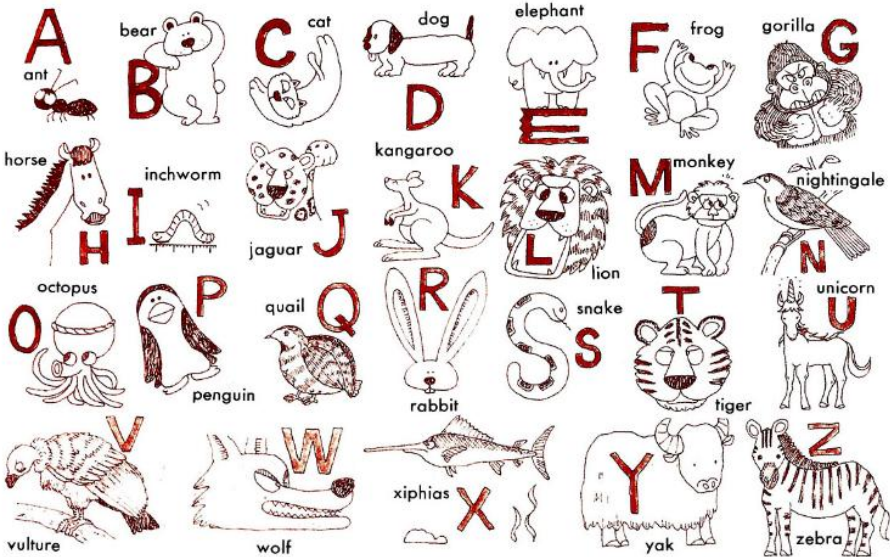 A
ant
bear
B
C
cat
dog
D
elephant
E
F
frog
gorilla
G
horse
H
I
inchworm
jaguar
J
kangaroo
K
L
lion
M
monkey
nightingale
N
O
octopus
P
penguin
quail
Q
R
rabbit
snake
S
T
tiger
unicorn
U
V
vulture
W
wolf
xiphias
X
Y
yak
Z
zebra